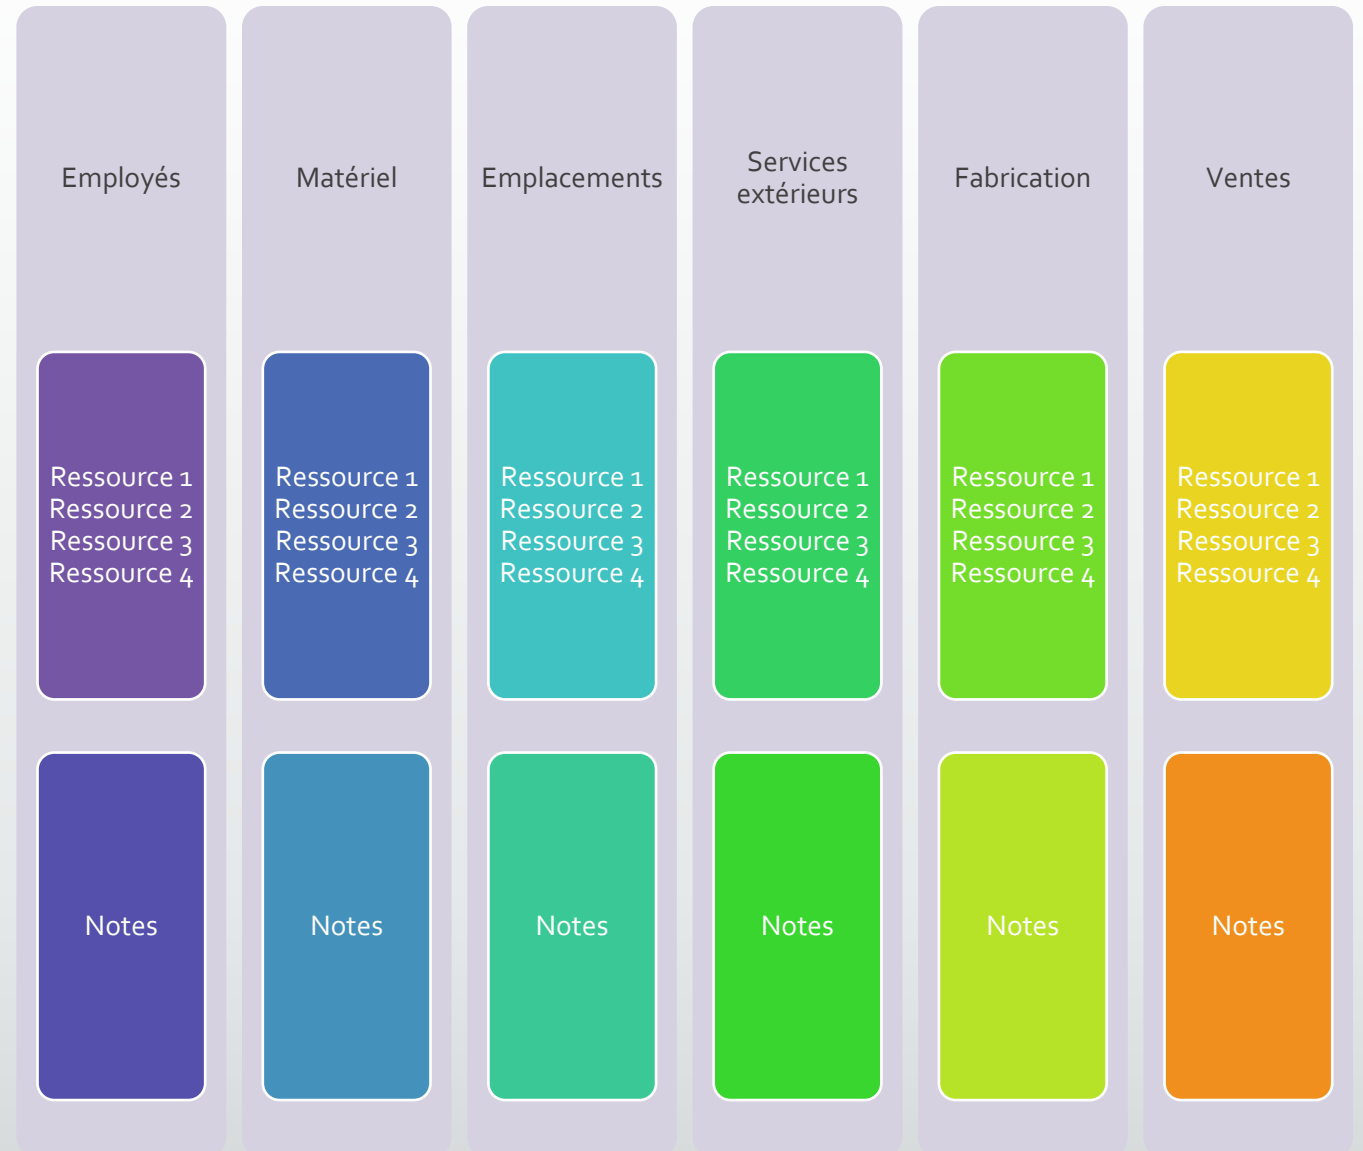 Employés
Ressource 1
Ressource 2
Ressource 3
Ressource 4
Notes
Matériel
Ressource 1
Ressource 2
Ressource 3
Ressource 4
Notes
Emplacements
Ressource 1
Ressource 2
Ressource 3
Ressource 4
Notes
Services
extérieurs
Ressource 1
Ressource 2
Ressource 3
Ressource 4
Notes
Fabrication
Ressource 1
Ressource 2
Ressource 3
Ressource 4
Notes
Ventes
Ressource 1
Ressource 2
Ressource 3
Ressource 4
Notes